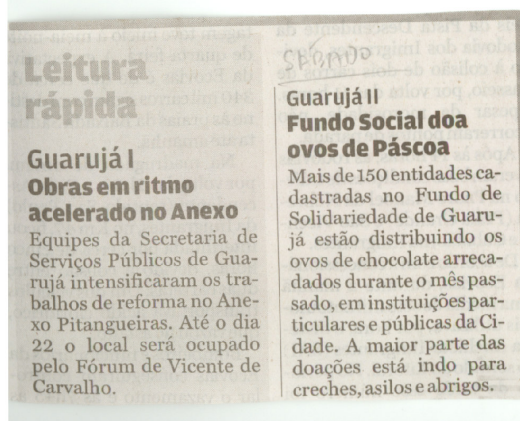 Leitura
rápida
Guarujá I
Obras em ritmo
acelerado no Anexo
Equipes da Secretaria de
Serviços Públicos de Gua-
rujá intensificaram os tra-
balhos de reforma no Ane-
xo Pitangueiras. Até o dia
22 o local será ocupado
pelo Fórum de Vicente de
Carvalho.
SÁBADO
Guarujá II
Fundo Social doa
ovos de Páscoa
Mais de 150 entidades ca-
dastradas no Fundo de
Solidariedade de Guaru-
já estão distribuindo os
ovos de chocolate arreca-
dados durante o mês pas-
sado, em instituições par-
ticulares e públicas da Ci-
dade. A maior parte das
doações está indo para
creches, asilos e abrigos.